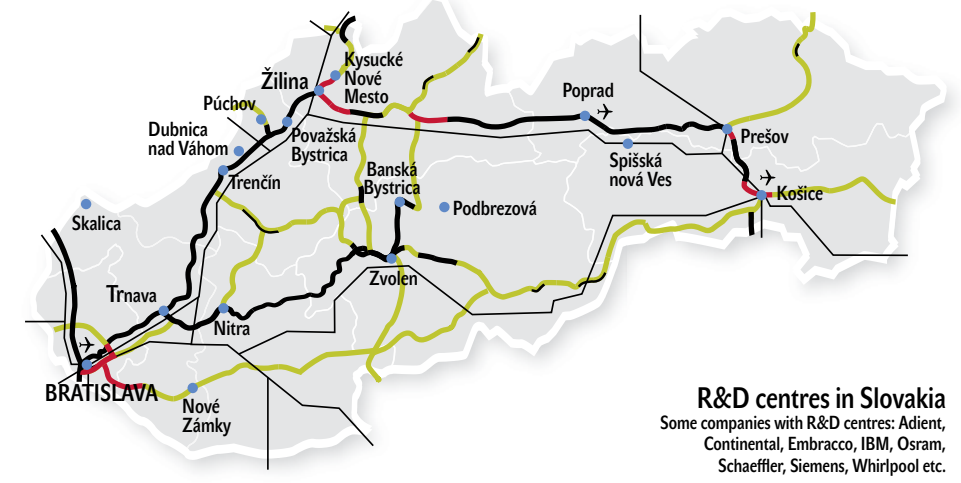 Kysucké
Nové
Mesto
Žilina
Púchov
Poprad
Dubnica
nad Váhom
Považská
Bystrica
Prešov
Trenčín
Banská
Bystrica
Spišská
nová Ves
Košice
Skalica
Podbrezová
Zvolen
Trnava
Nitra
BRATISLAVA
Nové
Zámky
R&D centres in Slovakia
Some companies with R&D centres: Adient,
Continental, Embracco, IBM, Osram,
Schaeffler, Siemens, Whirlpool etc.